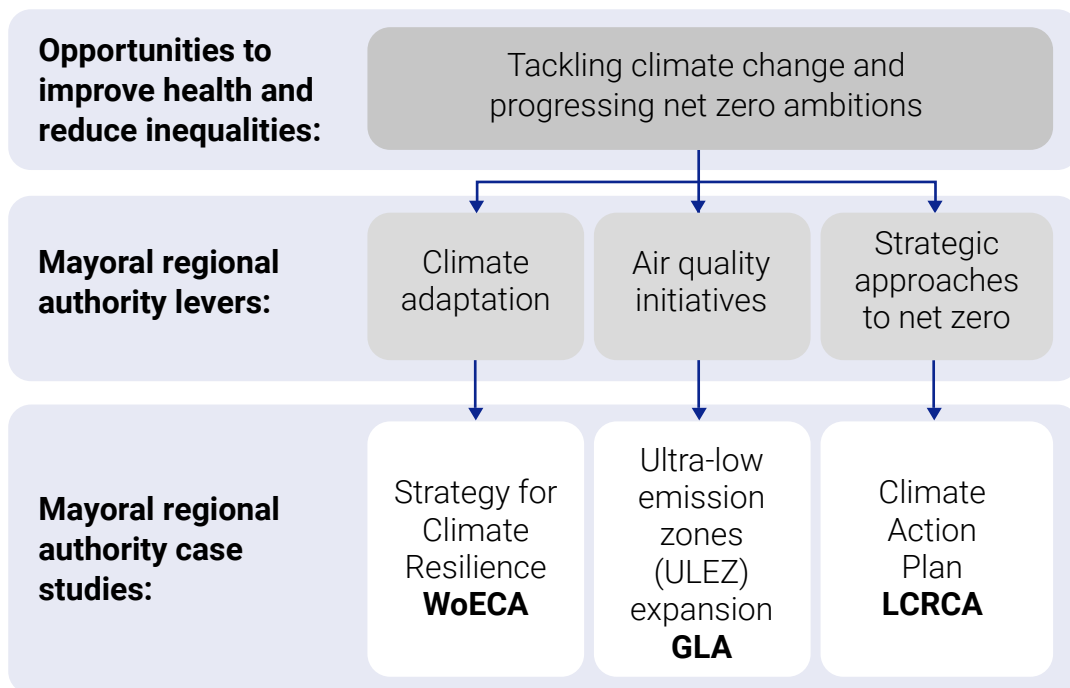 Opportunities to
improve health and
reduce inequalities:
Tackling climate change and
progressing net zero ambitions
Mayoral regional
authority levers:
Climate
adaptation
Air quality
initiatives
Strategic
approaches
to net zero
Mayoral regional
authority case
studies:
Strategy for
Climate
Resilience
WoECA
Ultra-low
emission
zones
(ULEZ)
expansion
GLA
Climate
Action
Plan
LCRCA